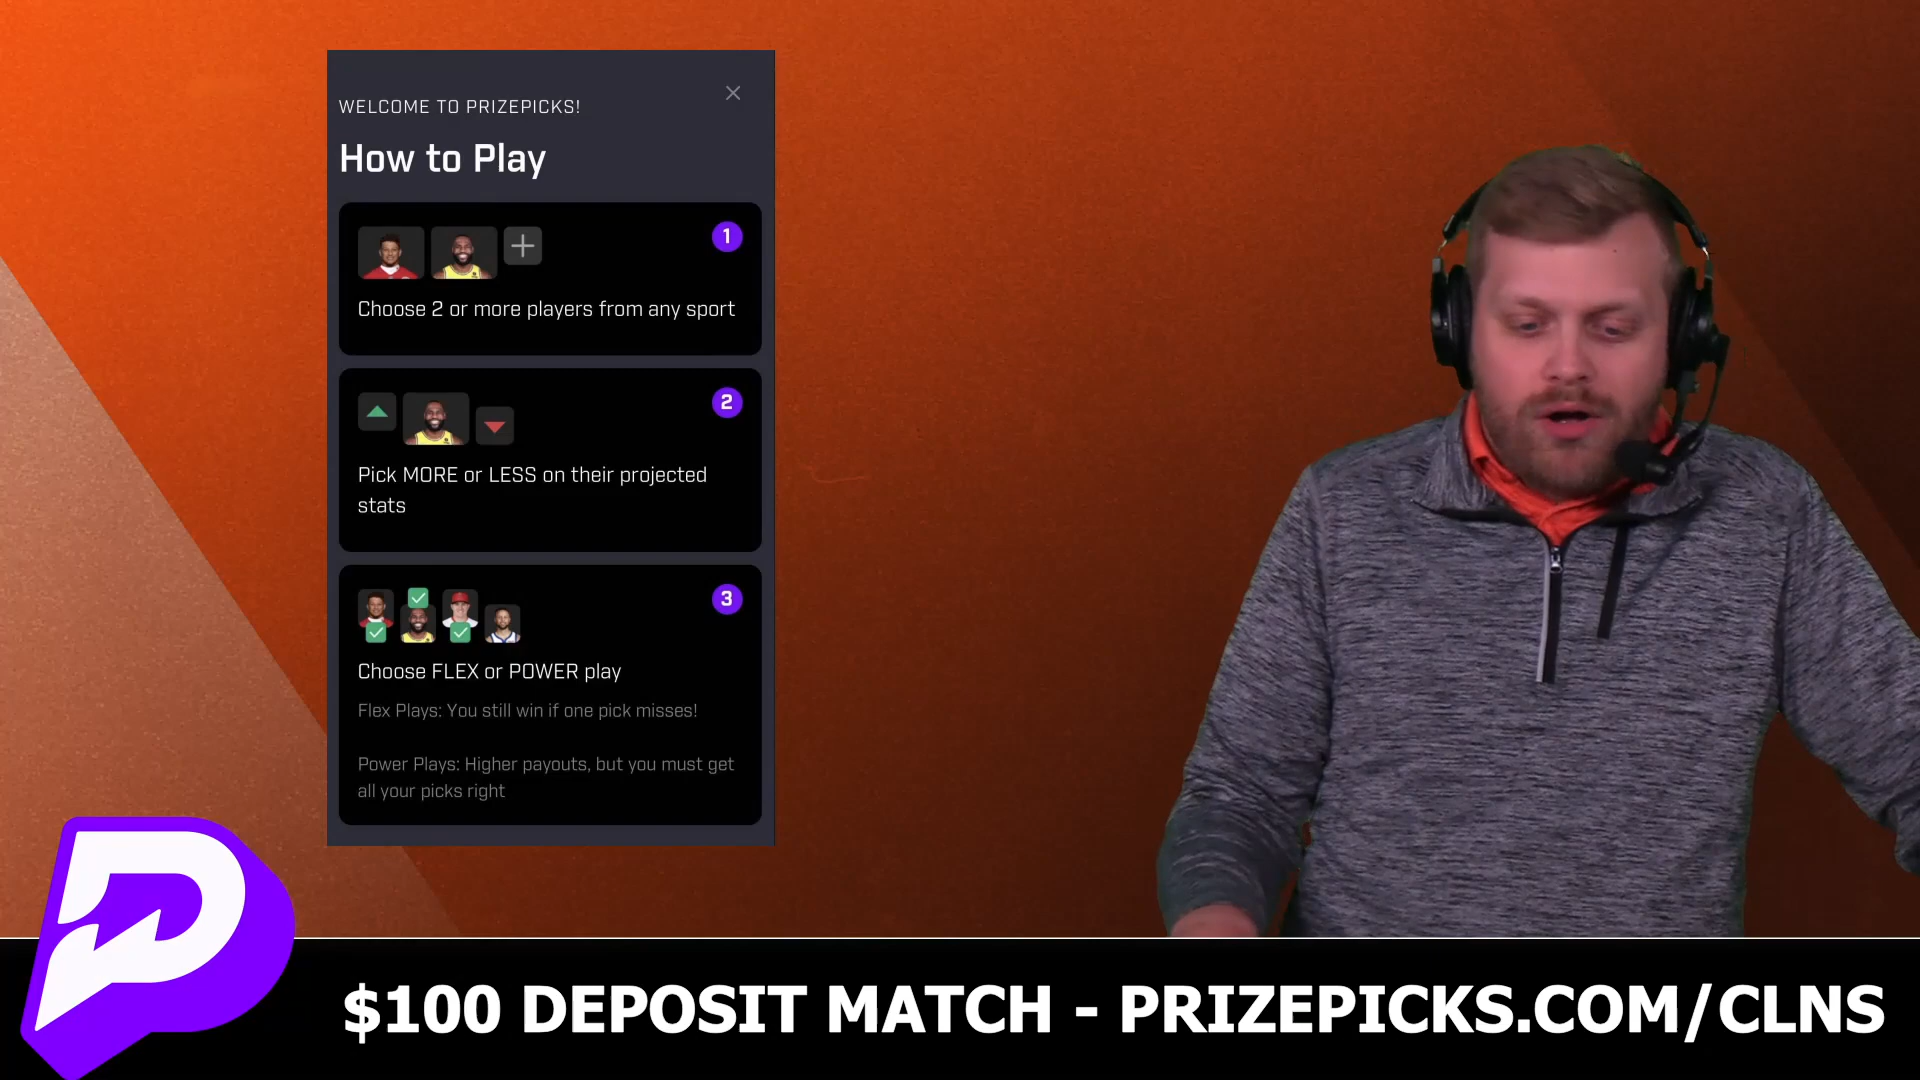 WELCOME TO PRIZEPICKS!
How to Play
1
Choose 2 or more players from any sport
2
Pick MORE or LESS on their projected
stats
3
Choose FLEX or POWER play
Flex Plays: You still win if one pick misses!
Power Plays: Higher payouts, but you must get
all your picks right
$100 DEPOSIT MATCH - PRIZEPICKS.COM/CLNS